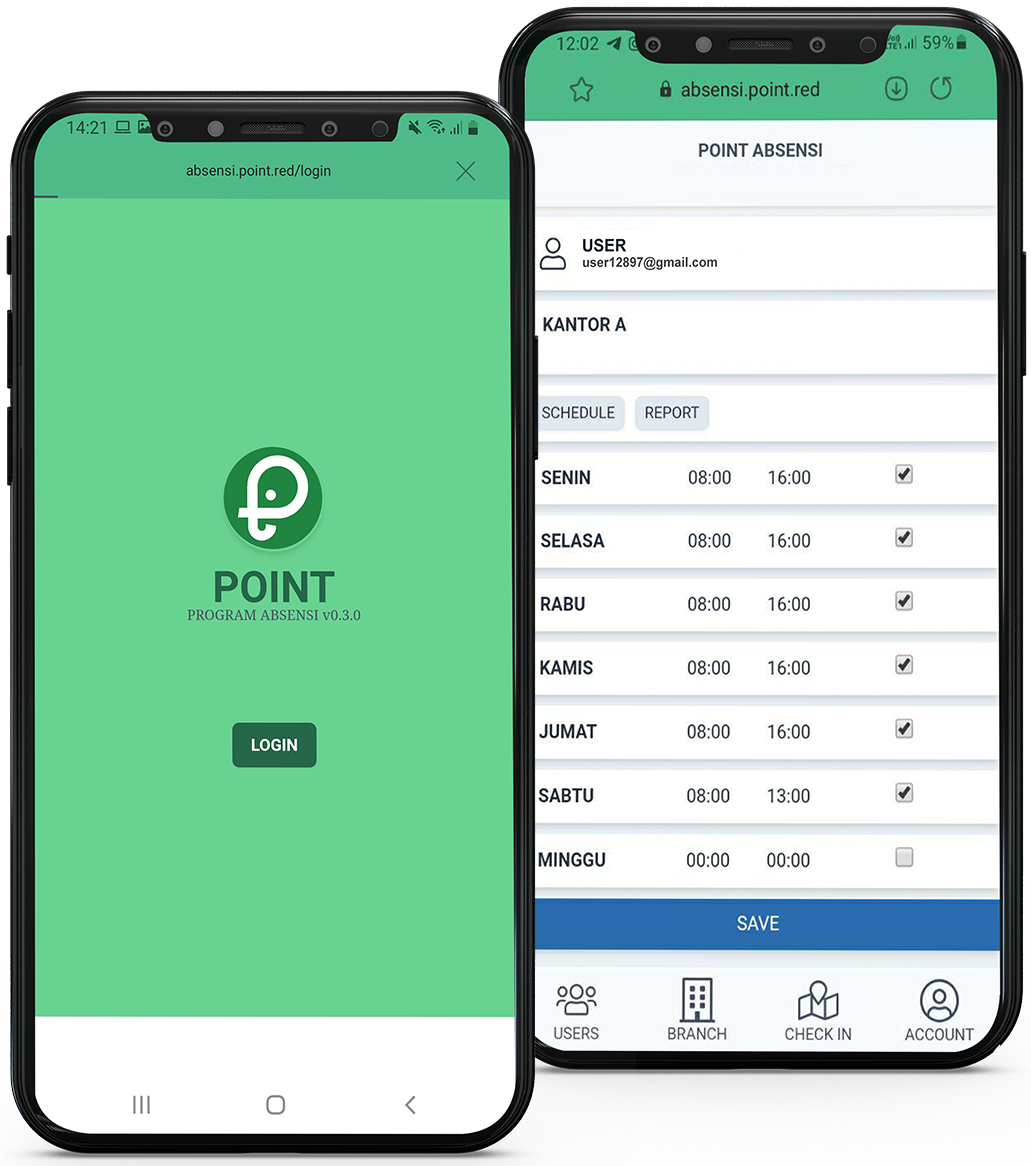 14:21
absensi.point.red/login
POINT
PROGRAM ABSENSI v0.3.0
LOGIN
12:02 59%
absensi.point.red
POINT ABSENSI
USER
user12897@gmail.com
KANTOR A
SCHEDULE REPORT
SENIN 08:00 16:00
SELASA 08:00 16:00
RABU 08:00 16:00
KAMIS 08:00 16:00
JUMAT 08:00 16:00
SABTU 08:00 13:00
MINGGU 00:00 00:00
SAVE
USERS BRANCH CHECK IN ACCOUNT